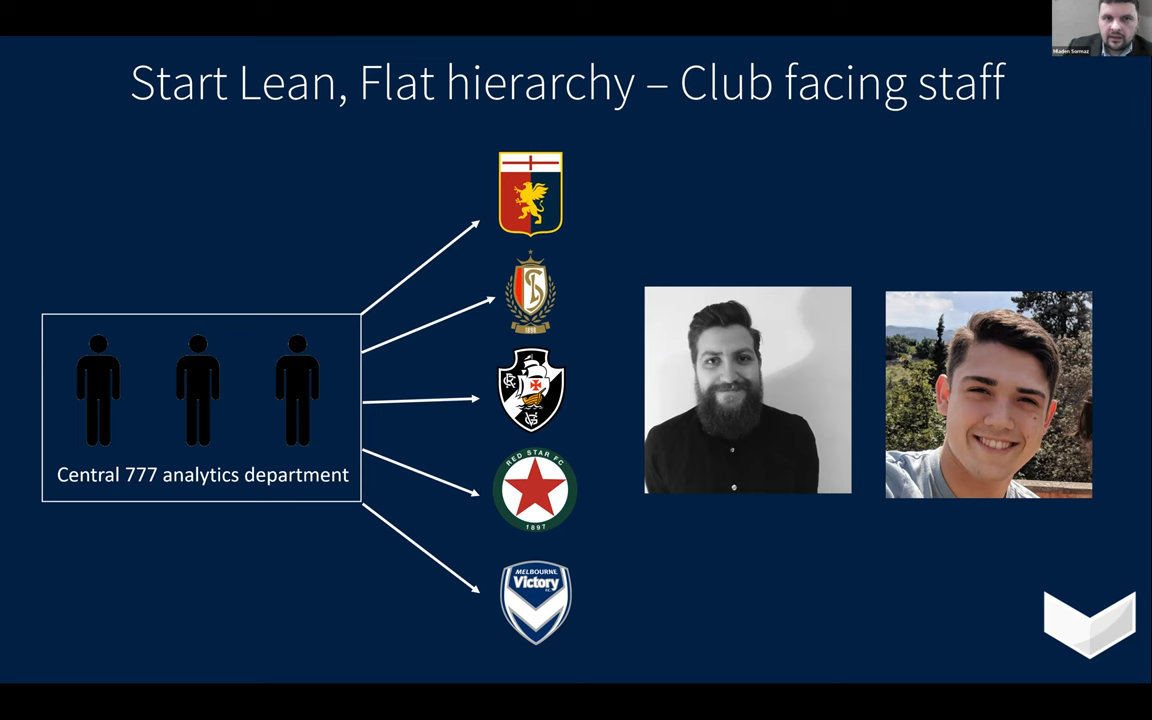 Mladen Sormaz
Start Lean, Flat hierarchy – Club facing staff
1898
RED STAR FC
1897
MELBOURNE
Victory
Central 777 analytics department